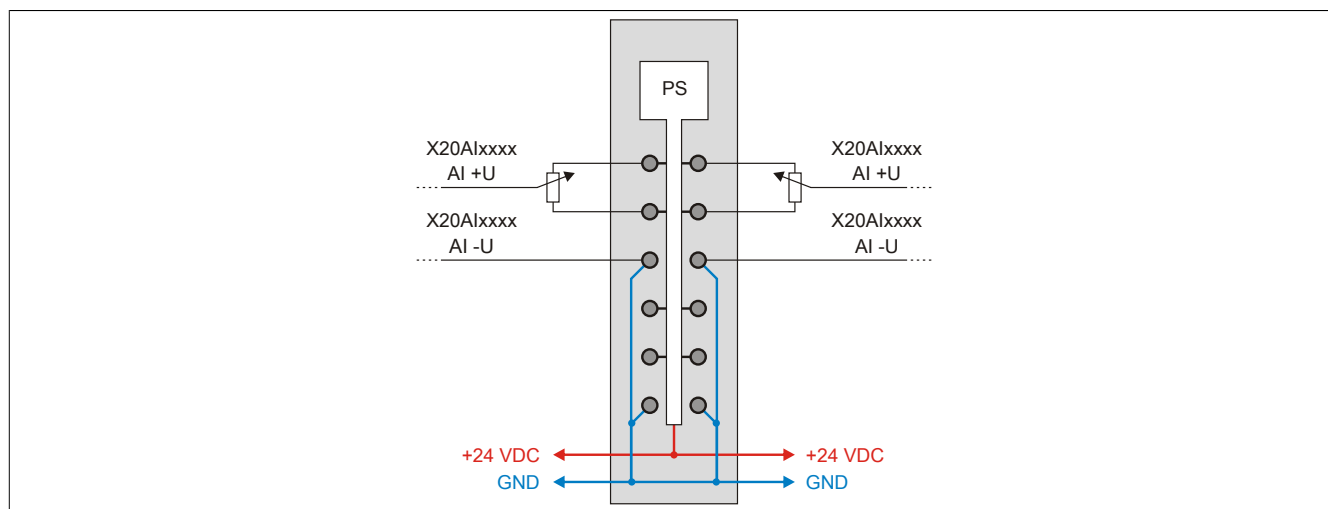 PS
X20AIxxxx
AI +U
X20AIxxxx
AI +U
X20AIxxxx
AI -U
X20AIxxxx
AI -U
+24 VDC
+24 VDC
GND
GND